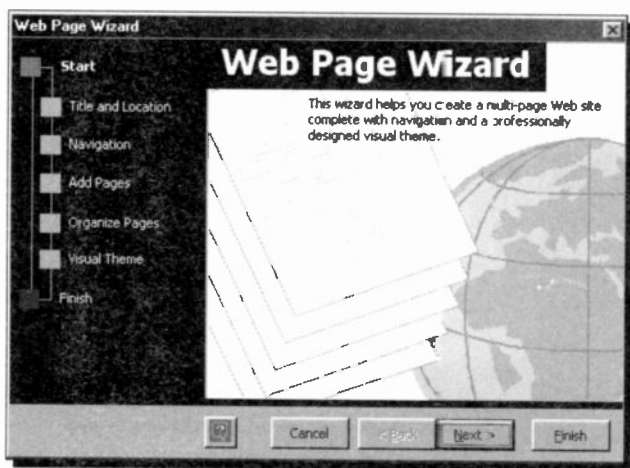 Web Page Wizard
Start
Title and Location
Navigation
Add Pages
Organize Pages
Visual Theme
Finish
Web Page Wizard
This wizard helps you create a multi-page Web site
complete with navigation and a professionally
designed visual theme.
Cancel
< Back
Next >
Finish